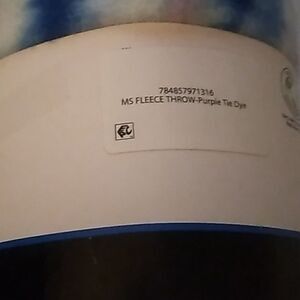 784857971316
MS FLEECE THROW-Purple Tie Dye